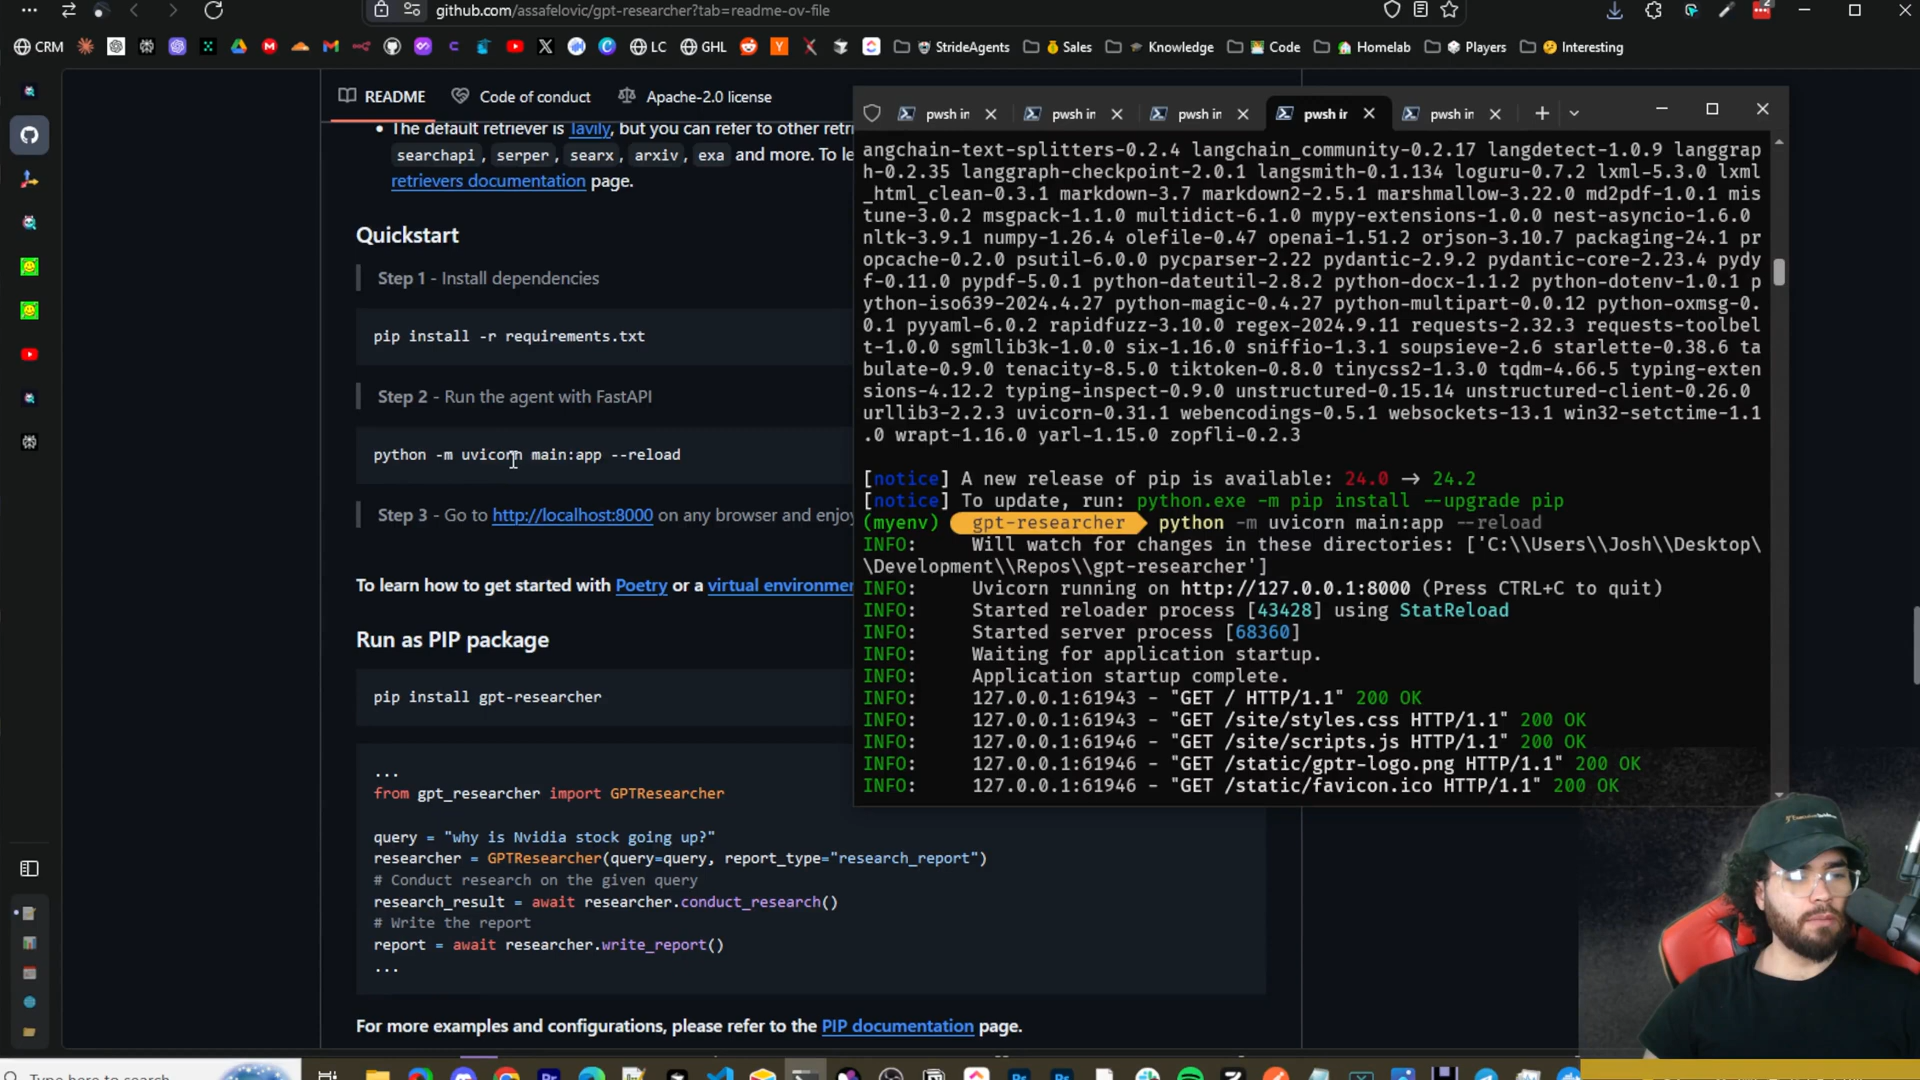 github.com/assafelovic/gpt-researcher?tab=readme-ov-file
CRM
LC
GHL
StrideAgents
Sales
Knowledge
Code
Homelab
Players
Interesting
README
Code of conduct
Apache-2.0 license
The default retriever is Tavily, but you can refer to other retri
searchapi, serper, searx, arxiv, exa and more. To le
retrievers documentation page.
Quickstart
Step 1 - Install dependencies
pip install -r requirements.txt
Step 2 - Run the agent with FastAPI
python -m uvicorn main:app --reload
Step 3 - Go to http://localhost:8000 on any browser and enjoy
To learn how to get started with Poetry or a virtual environmen
Run as PIP package
pip install gpt-researcher
...
from gpt_researcher import GPTResearcher
query = "why is Nvidia stock going up?"
researcher = GPTResearcher(query=query, report_type="research_report")
# Conduct research on the given query
research_result = await researcher.conduct_research()
# Write the report
report = await researcher.write_report()
...
For more examples and configurations, please refer to the PIP documentation page.
pwsh in
pwsh in
pwsh in
pwsh in
pwsh in
angchain-text-splitters-0.2.4 langchain_community-0.2.17 langdetect-1.0.9 langgrap
h-0.2.35 langgraph-checkpoint-2.0.1 langsmith-0.1.134 loguru-0.7.2 lxml-5.3.0 lxml
_html_clean-0.3.1 markdown-3.7 markdown2-2.5.1 marshmallow-3.22.0 md2pdf-1.0.1 mis
tune-3.0.2 msgpack-1.1.0 multidict-6.1.0 mypy-extensions-1.0.0 nest-asyncio-1.6.0
nltk-3.9.1 numpy-1.26.4 olefile-0.47 openai-1.51.2 orjson-3.10.7 packaging-24.1 pr
opcache-0.2.0 psutil-6.0.0 pycparser-2.22 pydantic-2.9.2 pydantic-core-2.23.4 pydy
f-0.11.0 pypdf-5.0.1 python-dateutil-2.8.2 python-docx-1.1.2 python-dotenv-1.0.1 p
ython-iso639-2024.4.27 python-magic-0.4.27 python-multipart-0.0.12 python-oxmsg-0.
0.1 pyyaml-6.0.2 rapidfuzz-3.10.0 regex-2024.9.11 requests-2.32.3 requests-toolbel
t-1.0.0 sgmllib3k-1.0.0 six-1.16.0 sniffio-1.3.1 soupsieve-2.6 starlette-0.38.6 ta
bulate-0.9.0 tenacity-8.5.0 tiktoken-0.8.0 tinycss2-1.3.0 tqdm-4.66.5 typing-exten
sions-4.12.2 typing-inspect-0.9.0 unstructured-0.15.14 unstructured-client-0.26.0
urllib3-2.2.3 uvicorn-0.31.1 webencodings-0.5.1 websockets-13.1 win32-setctime-1.1
.0 wrapt-1.16.0 yarl-1.15.0 zopfli-0.2.3
[notice] A new release of pip is available: 24.0 -> 24.2
[notice] To update, run: python.exe -m pip install --upgrade pip
(myenv) gpt-researcher python -m uvicorn main:app --reload
INFO: Will watch for changes in these directories: ['C:\\Users\\Josh\\Desktop\
\Development\\Repos\\gpt-researcher']
INFO: Uvicorn running on http://127.0.0.1:8000 (Press CTRL+C to quit)
INFO: Started reloader process [43428] using StatReload
INFO: Started server process [68360]
INFO: Waiting for application startup.
INFO: Application startup complete.
INFO: 127.0.0.1:61943 - "GET / HTTP/1.1" 200 OK
INFO: 127.0.0.1:61943 - "GET /site/styles.css HTTP/1.1" 200 OK
INFO: 127.0.0.1:61946 - "GET /site/scripts.js HTTP/1.1" 200 OK
INFO: 127.0.0.1:61946 - "GET /static/gptr-logo.png HTTP/1.1" 200 OK
INFO: 127.0.0.1:61946 - "GET /static/favicon.ico HTTP/1.1" 200 OK
Type here to search